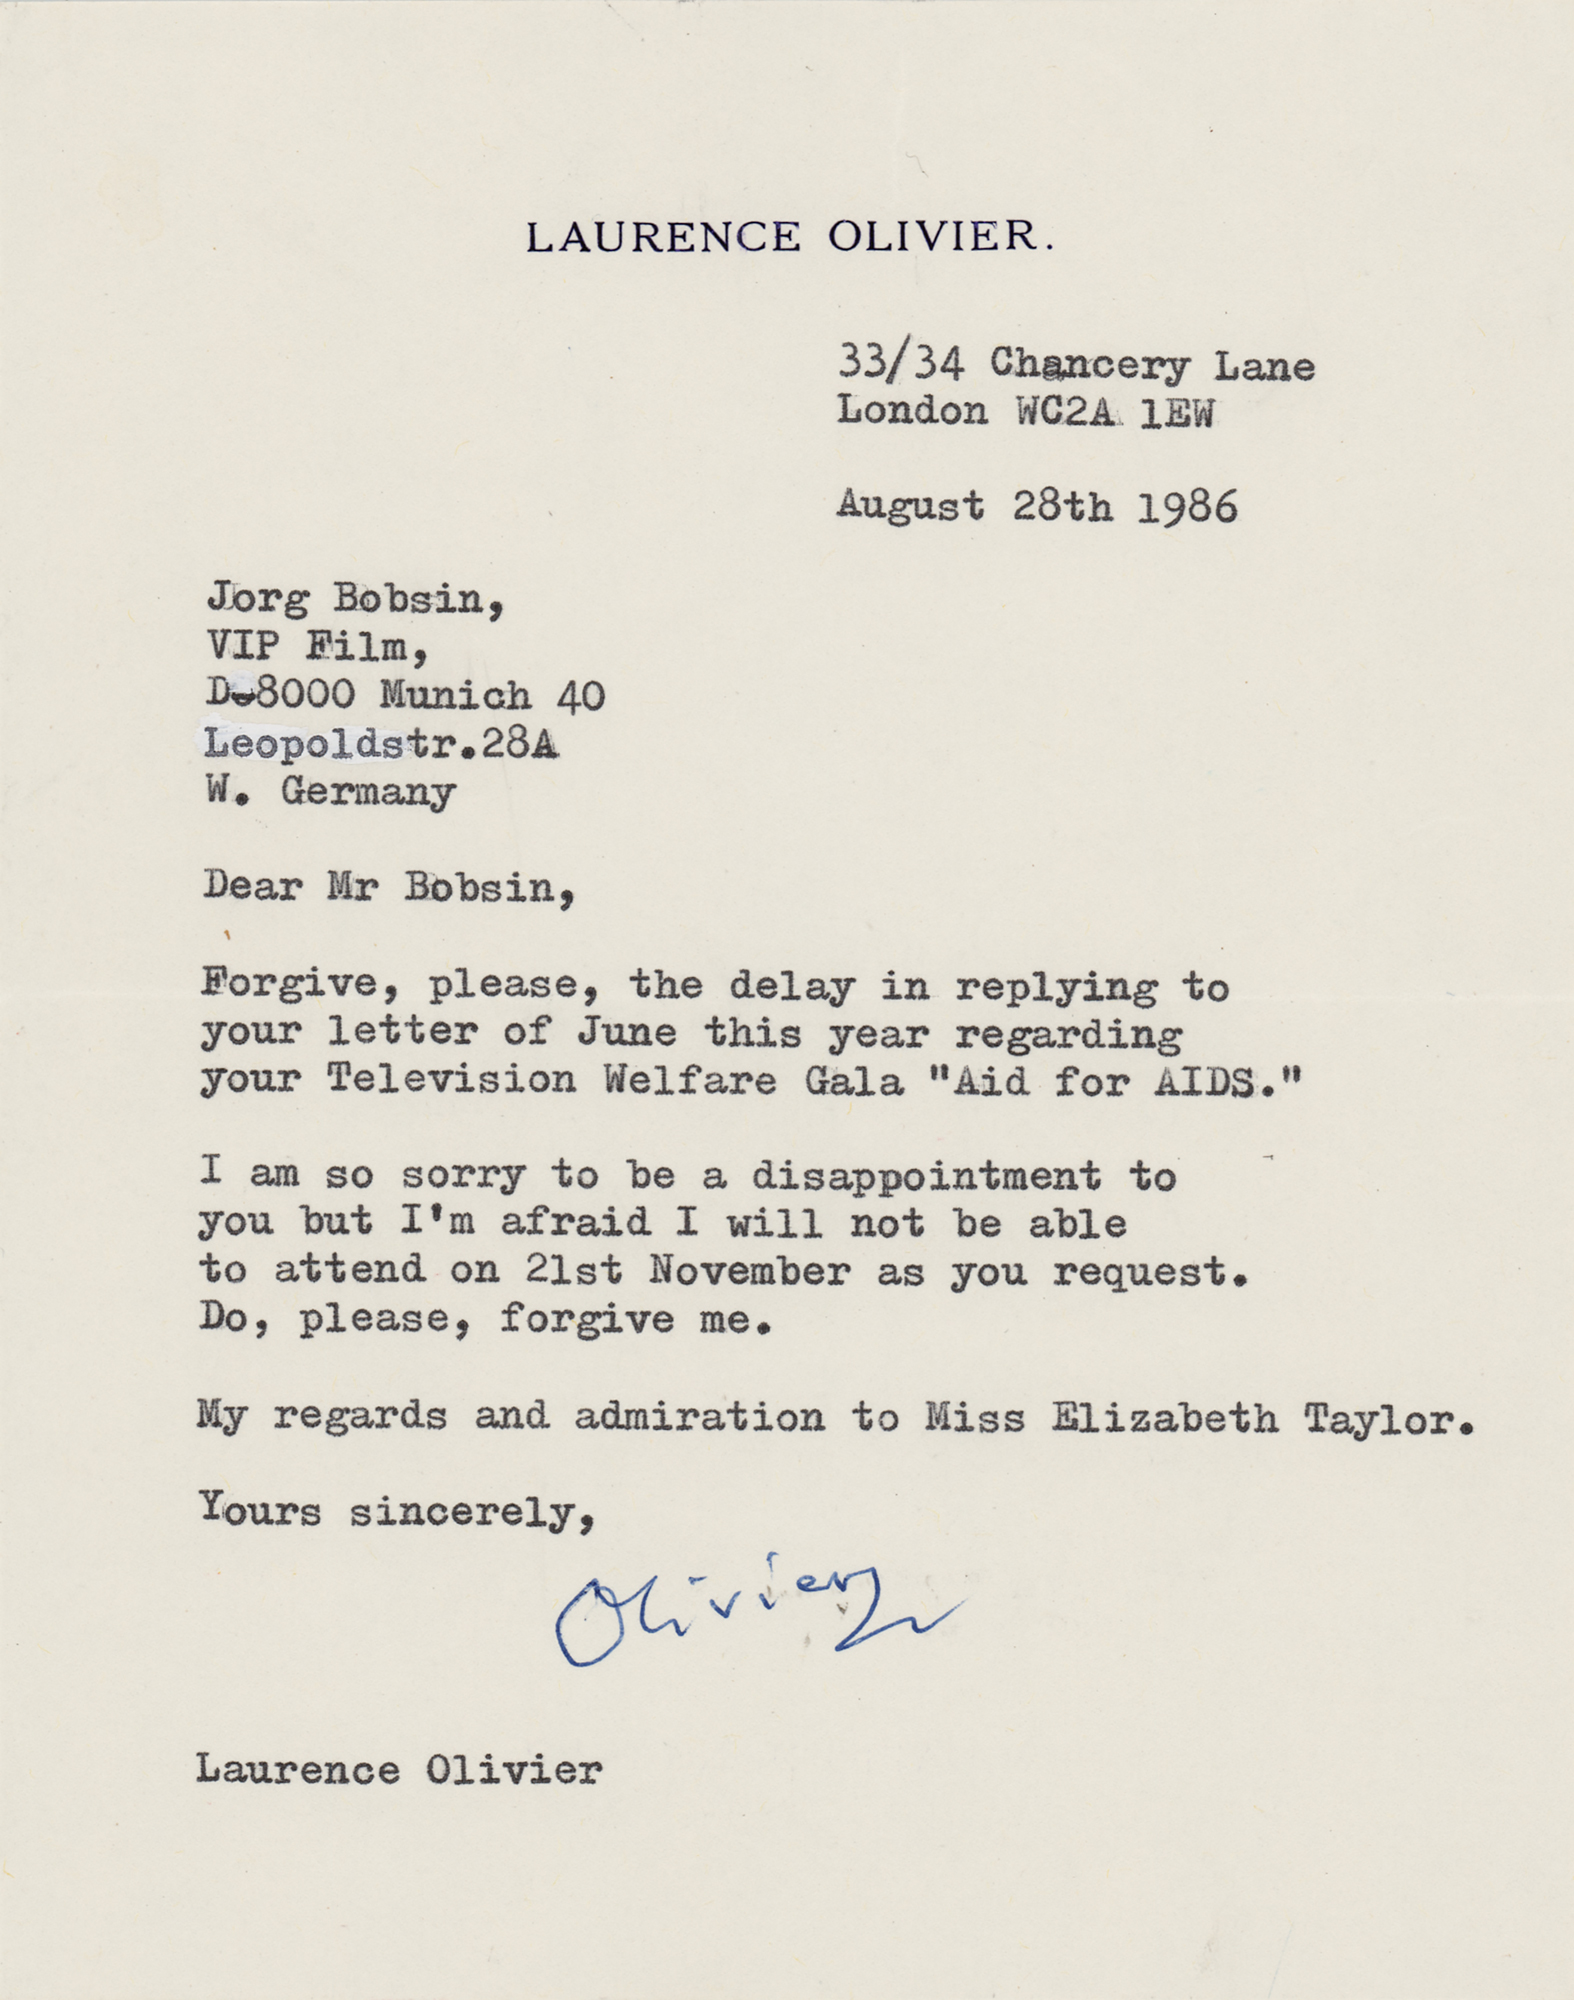 LAURENCE OLIVIER.
33/34 Chancery Lane
London WC2A 1EW
August 28th 1986
Jorg Bobsin,
VIP Film,
D-8000 Munich 40
Leopoldstr.28A
W. Germany
Dear Mr Bobsin,
Forgive, please, the delay in replying to
your letter of June this year regarding
your Television Welfare Gala "Aid for AIDS."
I am so sorry to be a disappointment to
you but I'm afraid I will not be able
to attend on 21st November as you request.
Do, please, forgive me.
My regards and admiration to Miss Elizabeth Taylor.
Yours sincerely,
Olivier
Laurence Olivier